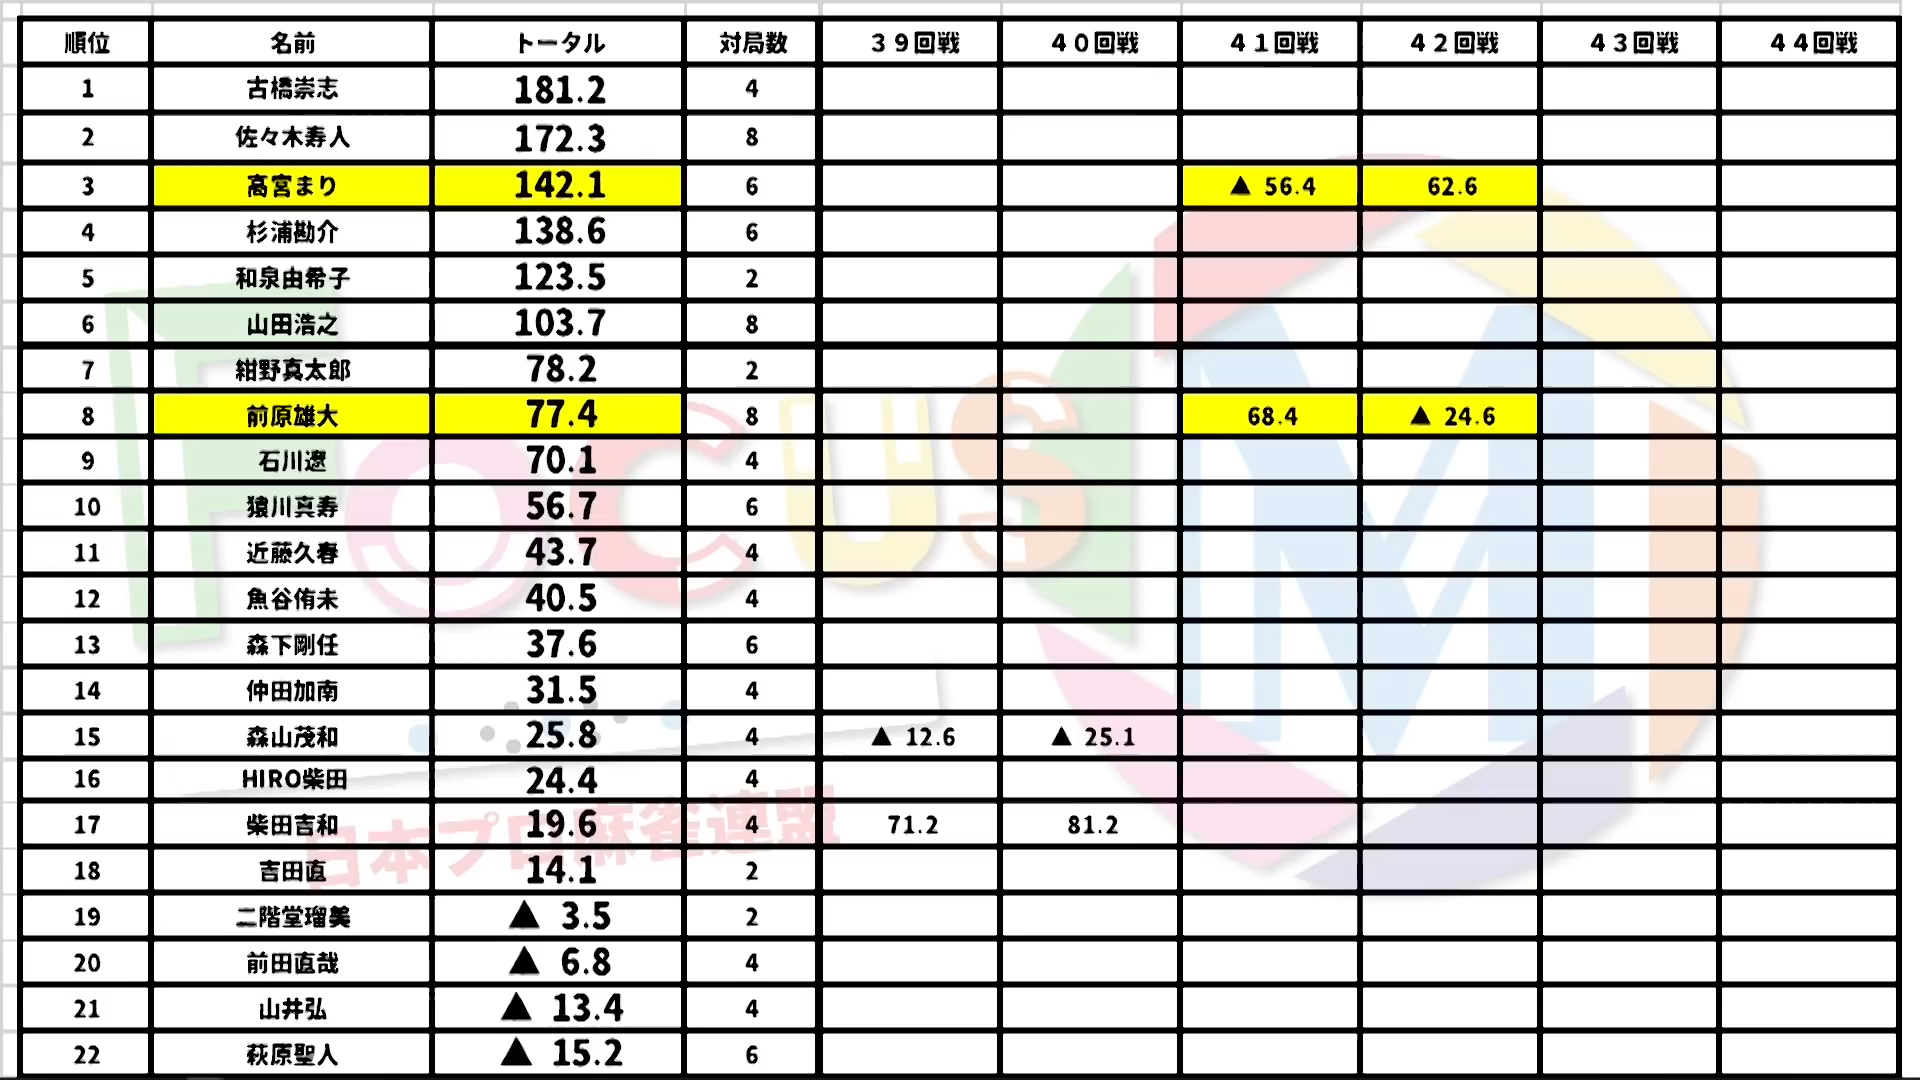 順位 名前 トータル 対局数 39回戦 40回戦 41回戦 42回戦 43回戦 44回戦
1 古橋崇志 181.2 4
2 佐々木寿人 172.3 8
3 高宮まり 142.1 6 ▲ 56.4 62.6
4 杉浦勘介 138.6 6
5 和泉由希子 123.5 2
6 山田浩之 103.7 8
7 紺野真太郎 78.2 2
8 前原雄大 77.4 8 68.4 ▲ 24.6
9 石川遼 70.1 4
10 猿川真寿 56.7 6
11 近藤久春 43.7 4
12 魚谷侑未 40.5 4
13 森下剛任 37.6 6
14 仲田加南 31.5 4
15 森山茂和 25.8 4 ▲ 12.6 ▲ 25.1
16 HIRO柴田 24.4 4
17 柴田吉和 19.6 4 71.2 81.2
18 吉田直 14.1 2
19 二階堂瑠美 ▲ 3.5 2
20 前田直哉 ▲ 6.8 4
21 山井弘 ▲ 13.4 4
22 萩原聖人 ▲ 15.2 6
FOCUS M
日本プロ麻雀連盟